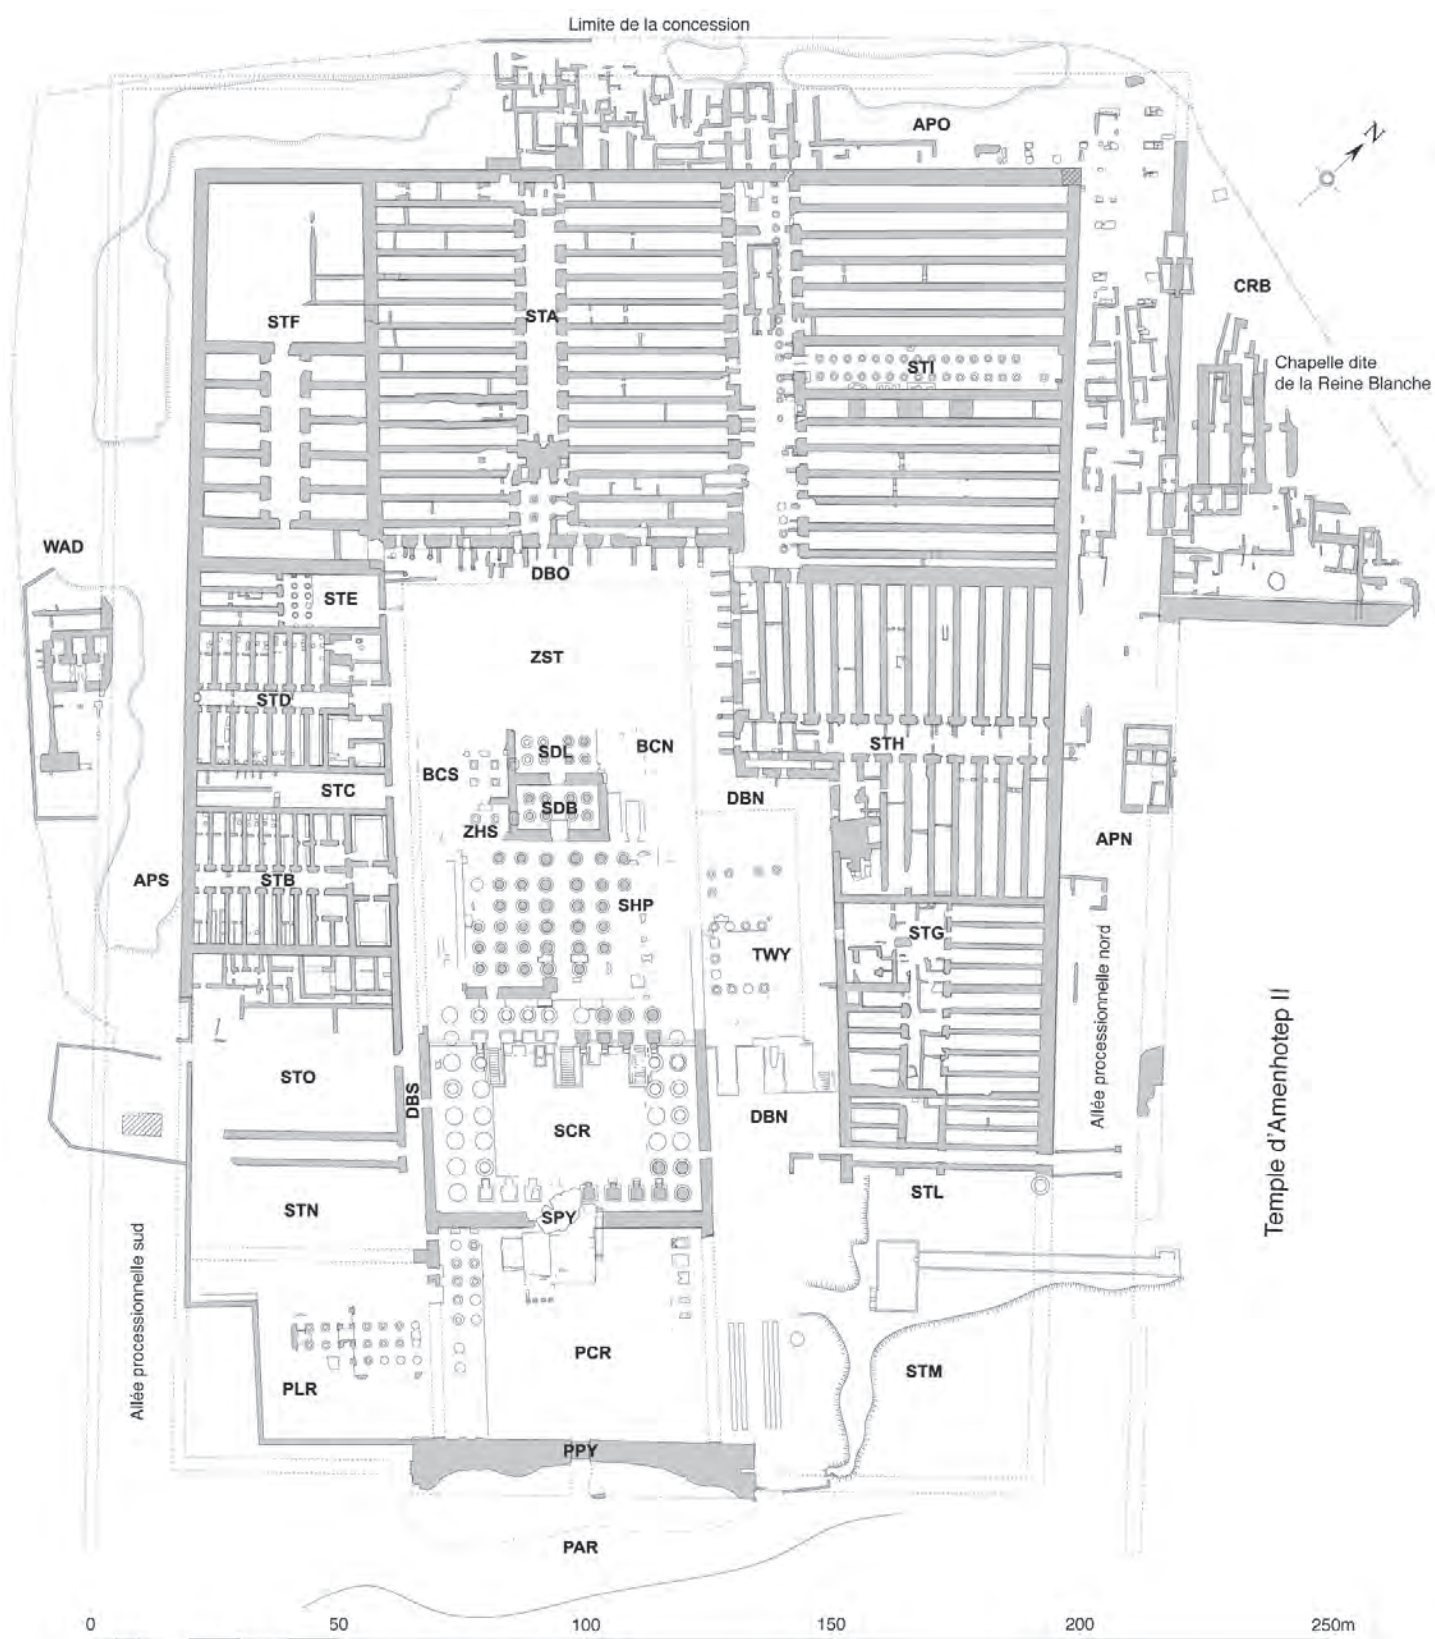 Limite de la concession
APO
N
CRB
STF
STA
Chapelle dite
de la Reine Blanche
STI
WAD
DBO
STE
ZST
STD
SDL
BCN
STH
BCS
STC
DBN
SDB
ZHS
APN
APS
STB
SHP
STG
TWY
Allée processionnelle nord
Temple d'Amenhotep II
STO
DBS
DBN
SCR
STL
STN
SPY
Allée processionnelle sud
PCR
STM
PLR
PPY
PAR
0 50 100 150 200 250m